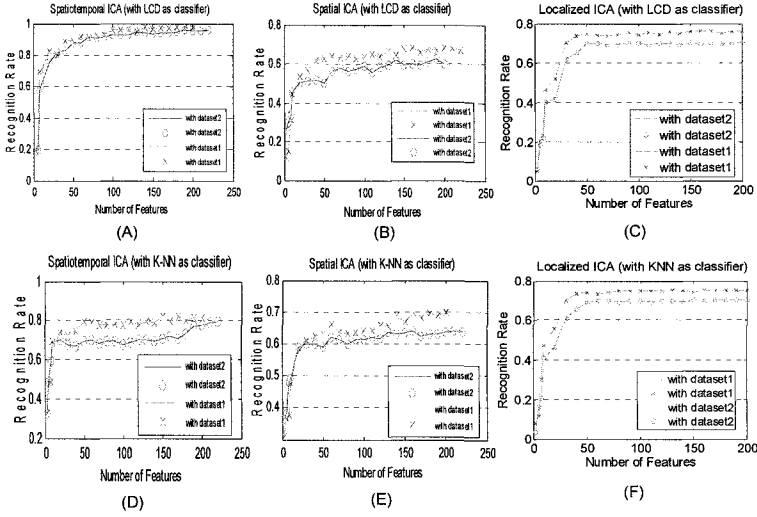 Spatiotemporal ICA (with LCD as classifier)
Recognition Rate
1
0.8
0.6
0.4
0.2
0
0 50 100 150 200 250
Number of Features
with dataset2
with dataset2
with dataset1
with dataset1
(A)
Spatial ICA (with LCD as classifier)
Recognition Rate
0.8
0.6
0.4
0.2
0
0 50 100 150 200 250
Number of Features
with dataset1
with dataset1
with dataset2
with dataset2
(B)
Localized ICA (with LCD as classifier)
Recognition Rate
0.8
0.6
0.4
0.2
0
0 50 100 150 200
Number of Features
with dataset2
with dataset2
with dataset1
with dataset1
(C)
Spatiotemporal ICA (with K-NN as classifier)
Recognition Rate
1
0.8
0.6
0.4
0.2
0 50 100 150 200 250
Number of Features
with dataset2
with dataset2
with dataset1
with dataset1
(D)
Spatial ICA (with K-NN as classifier)
Recognition Rate
0.8
0.7
0.6
0.5
0.4
0 50 100 150 200 250
Number of Features
with dataset2
with dataset2
with dataset1
with dataset1
(E)
Localized ICA (with KNN as classifier)
Recognition Rate
0.8
0.6
0.4
0.2
0
0 50 100 150 200
Number of Features
with dataset1
with dataset1
with dataset2
with dataset2
(F)